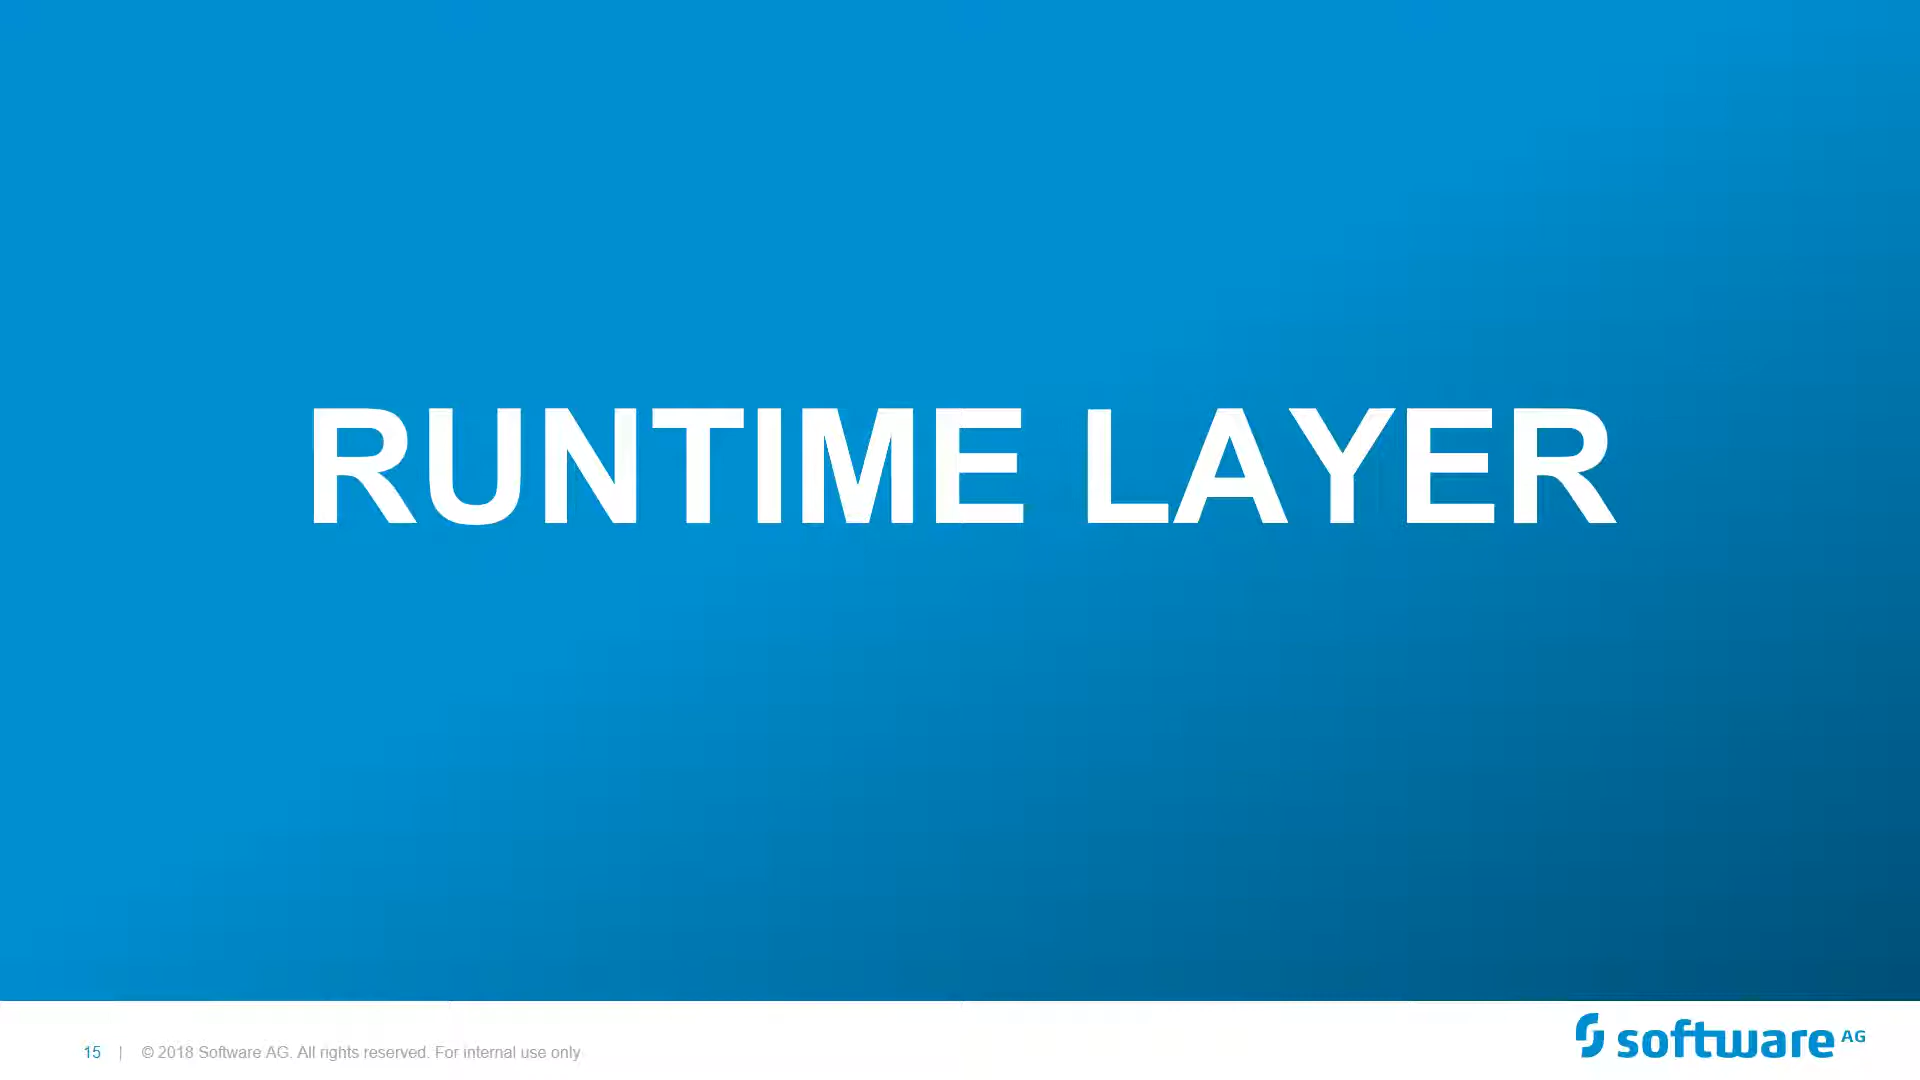 RUNTIME LAYER
15 | © 2018 Software AG. All rights reserved. For internal use only
software AG